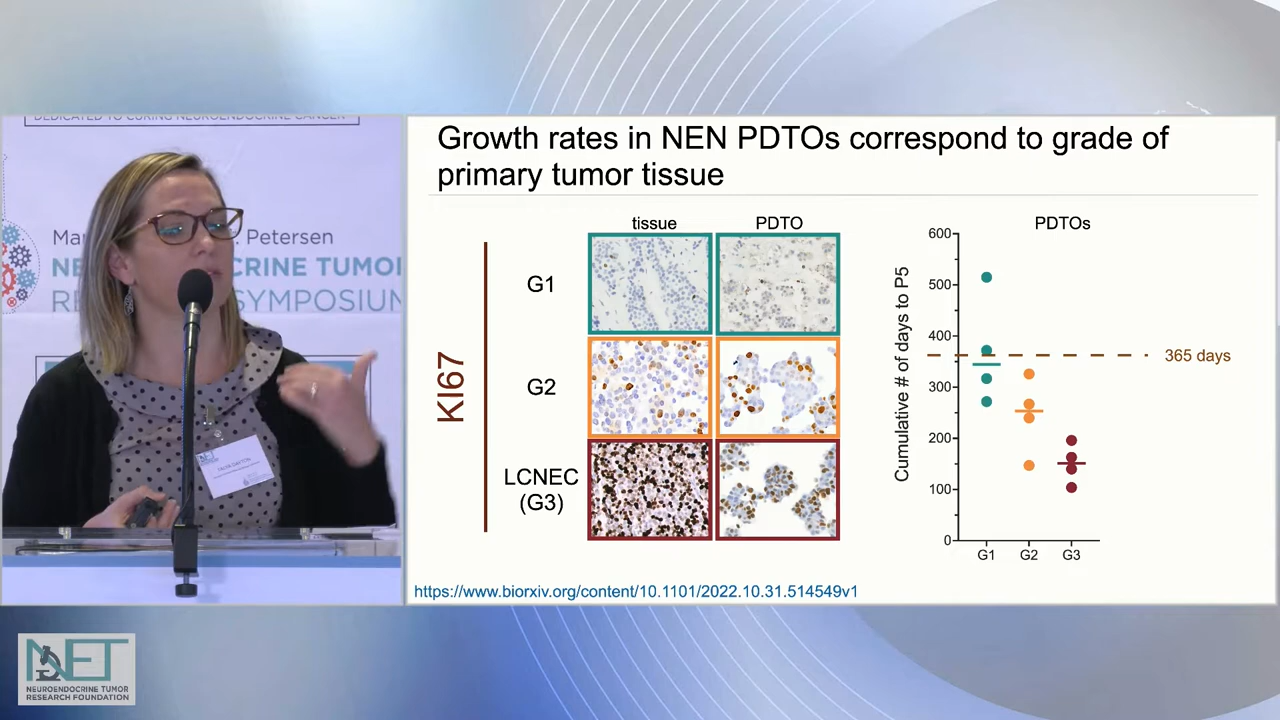 DEDICATED TO CURING NEUROENDOCRINE CANCER
Petersen
NE CRINE TUMOR
RE SYMPOSIUM
NET
NEUROENDOCRINE TUMOR
RESEARCH FOUNDATION
Growth rates in NEN PDTOs correspond to grade of
primary tumor tissue
tissue
PDTO
KI67
G1
G2
LCNEC
(G3)
PDTOs
Cumulative # of days to P5
600
500
400
300
200
100
0
365 days
G1
G2
G3
https://www.biorxiv.org/content/10.1101/2022.10.31.514549v1